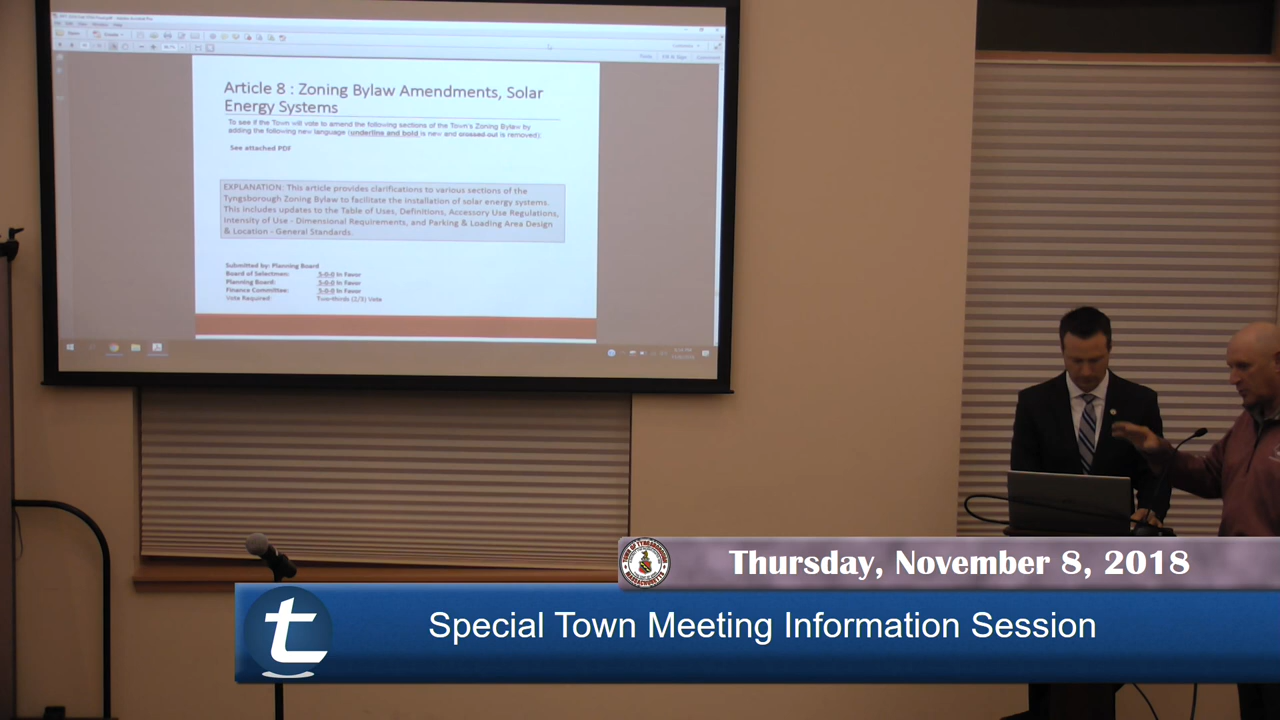 Article 8 : Zoning Bylaw Amendments, Solar
Energy Systems
To see if the Town will vote to amend the following sections of the Town's Zoning Bylaw by
adding the following new language (underline and bold is new and crossed out is removed):
See attached PDF
EXPLANATION: This article provides clarifications to various sections of the
Tyngsborough Zoning Bylaw to facilitate the installation of solar energy systems.
This includes updates to the Table of Uses, Definitions, Accessory Use Regulations,
Intensity of Use - Dimensional Requirements, and Parking & Loading Area Design
& Location - General Standards.
Submitted by: Planning Board
Board of Selectmen: 5-0-0 In Favor
Planning Board: 5-0-0 In Favor
Finance Committee: 5-0-0 In Favor
Vote Required: Two-thirds (2/3) Vote
Thursday, November 8, 2018
t
Special Town Meeting Information Session